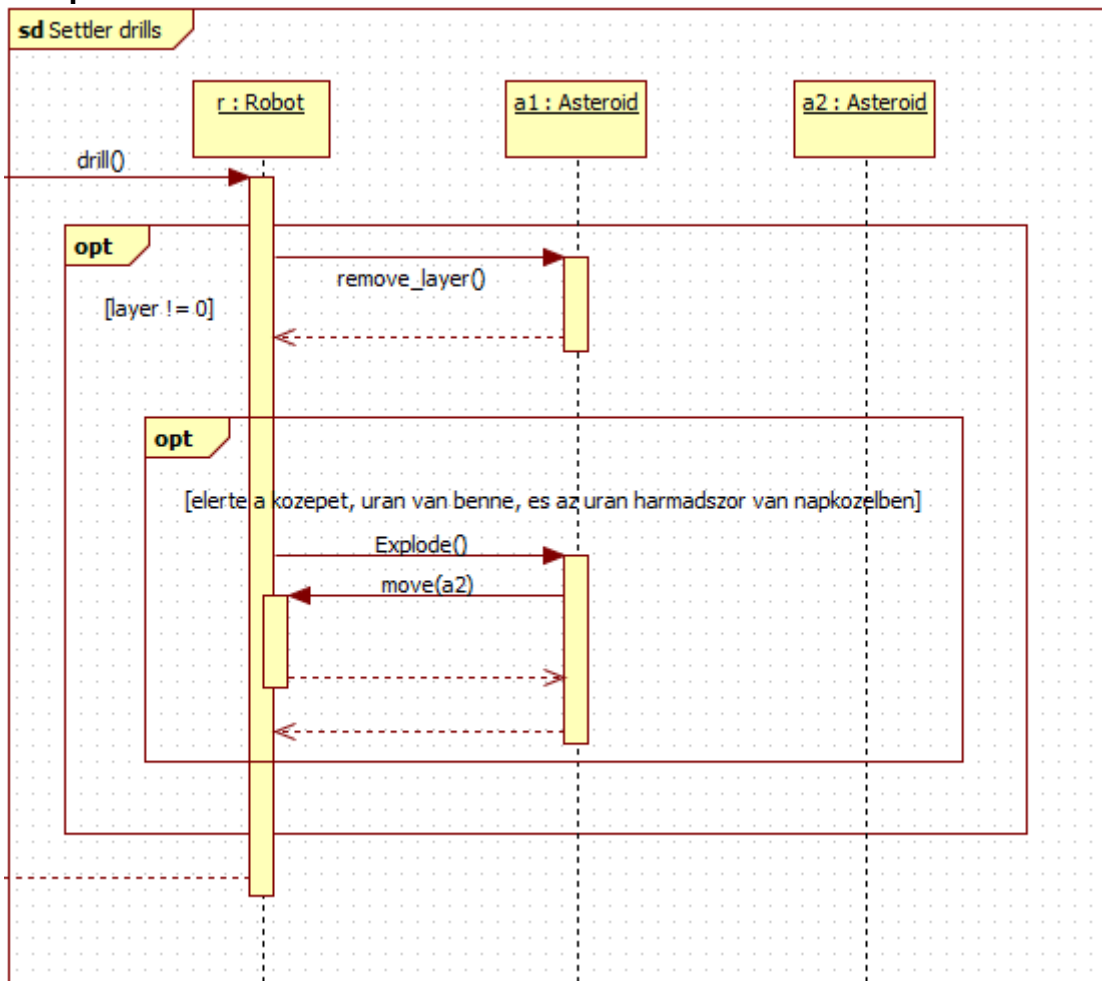 sd Settler drills
r : Robot
a1 : Asteroid
a2 : Asteroid
drill()
opt
remove_layer()
[layer != 0]
opt
[elerte a kozepet, uran van benne, es az uran harmadszor van napkozelben]
Explode()
move(a2)